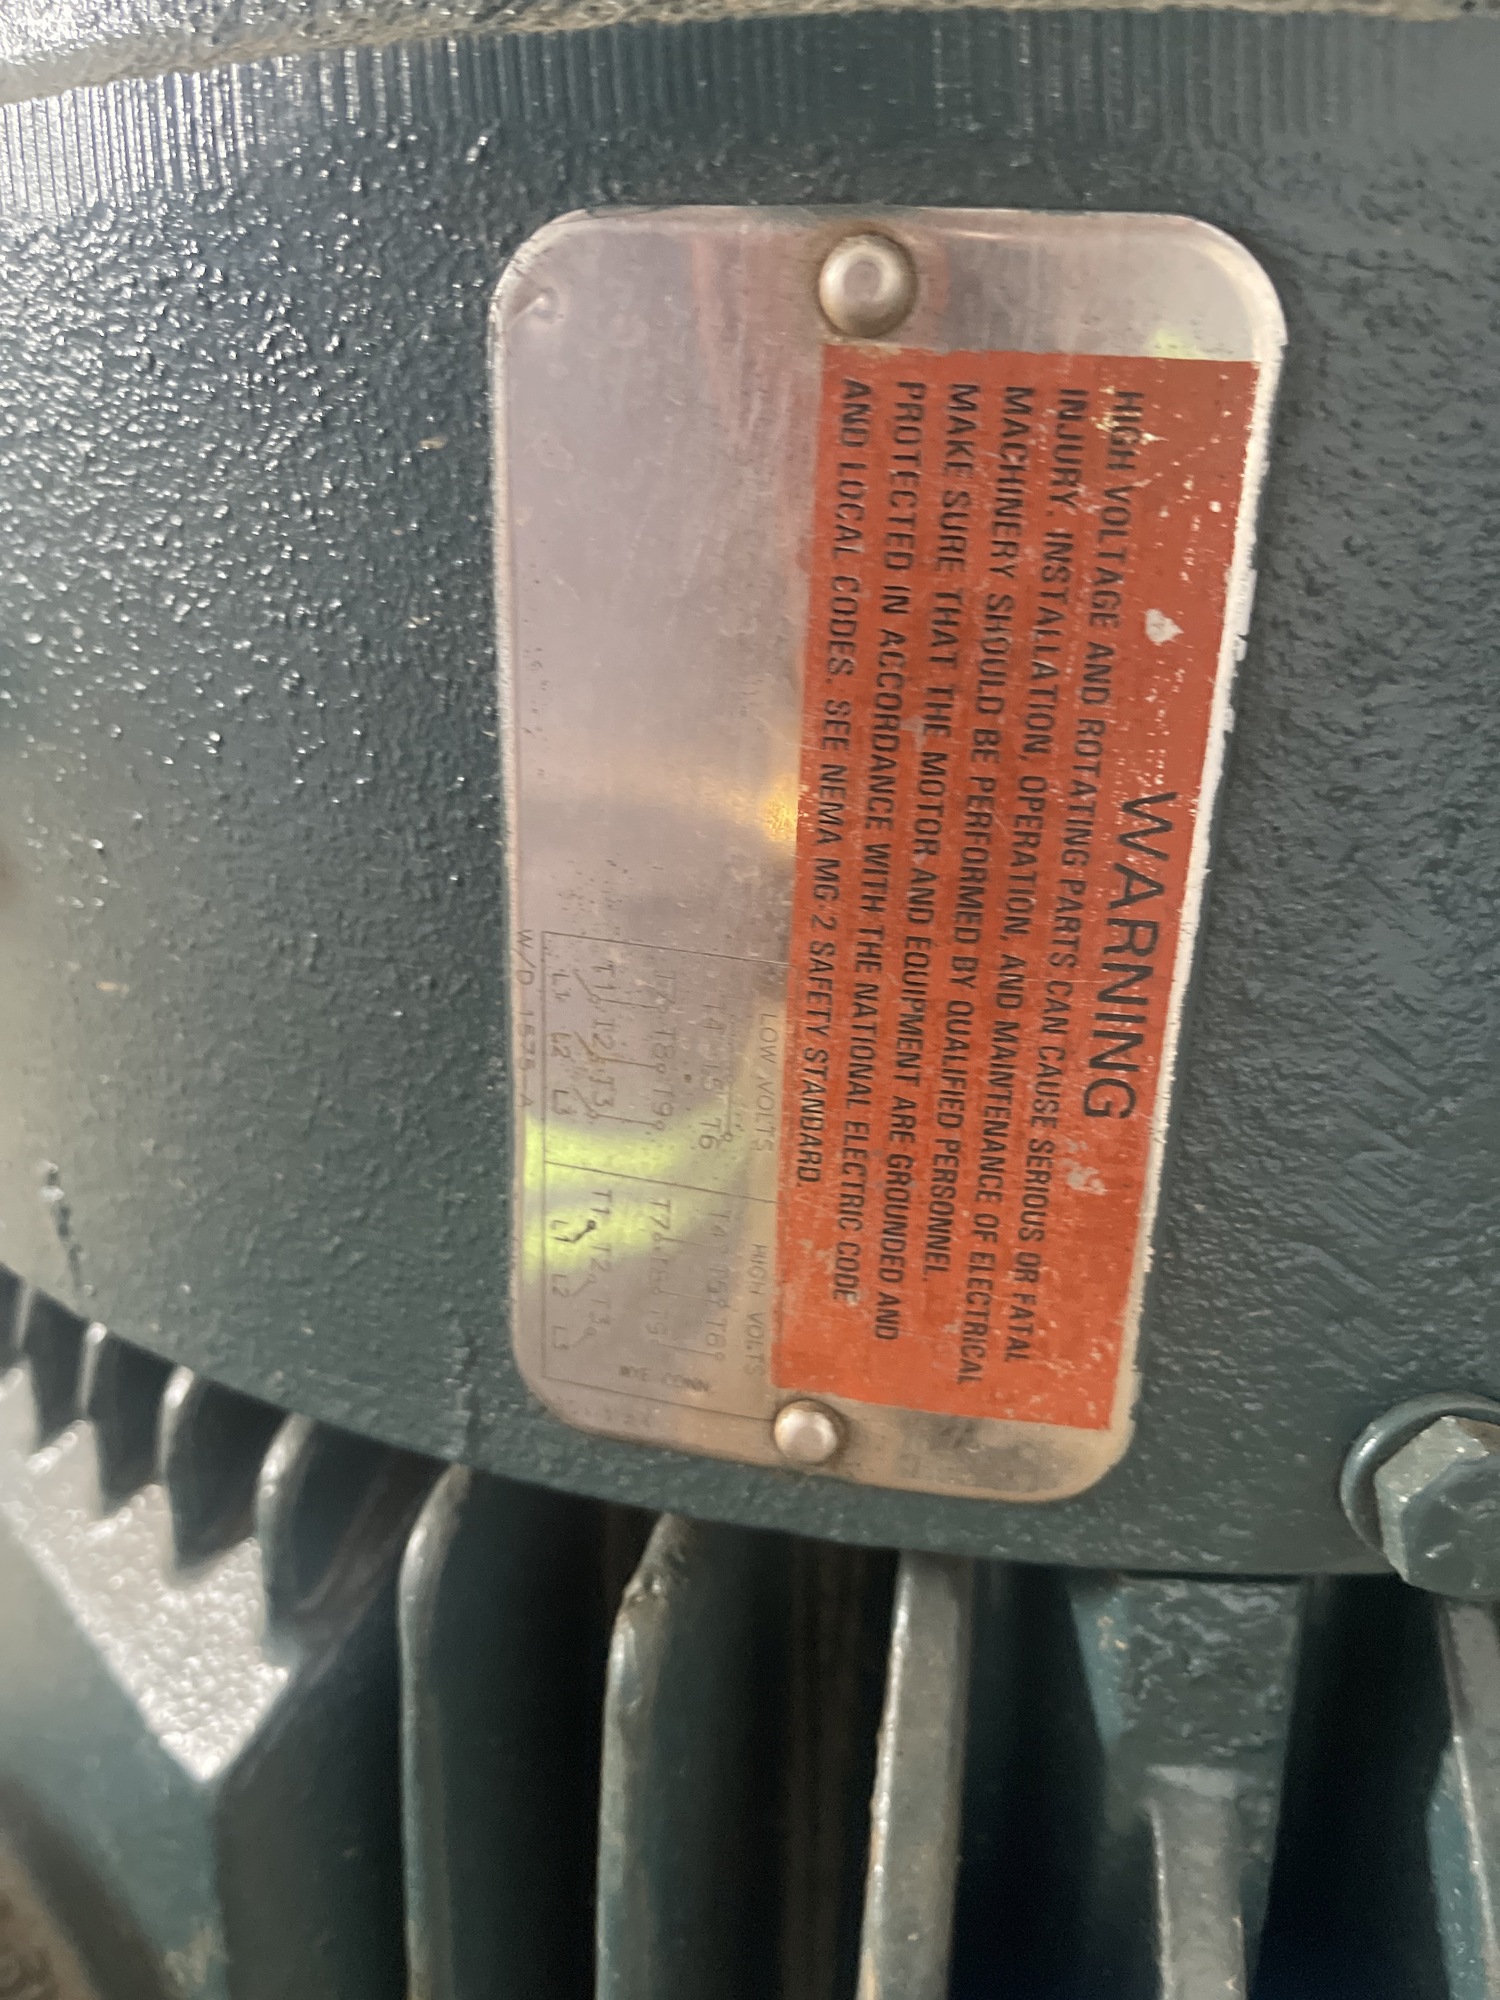 WARNING
HIGH VOLTAGE AND ROTATING PARTS CAN CAUSE SERIOUS OR FATAL
INJURY. INSTALLATION, OPERATION, AND MAINTENANCE OF ELECTRICAL
MACHINERY SHOULD BE PERFORMED BY QUALIFIED PERSONNEL.
MAKE SURE THAT THE MOTOR AND EQUIPMENT ARE GROUNDED AND
PROTECTED IN ACCORDANCE WITH THE NATIONAL ELECTRIC CODE
AND LOCAL CODES. SEE NEMA MG 2 SAFETY STANDARD.
LOW VOLTS HIGH VOLTS
T4 T5 T6 T4 T5 T6
T7 T8 T9 T7 T8 T9
T1 T2 T3 T1 T2 T3
L1 L2 L3 L1 L2 L3
WYE CONN
W/D 1575-A